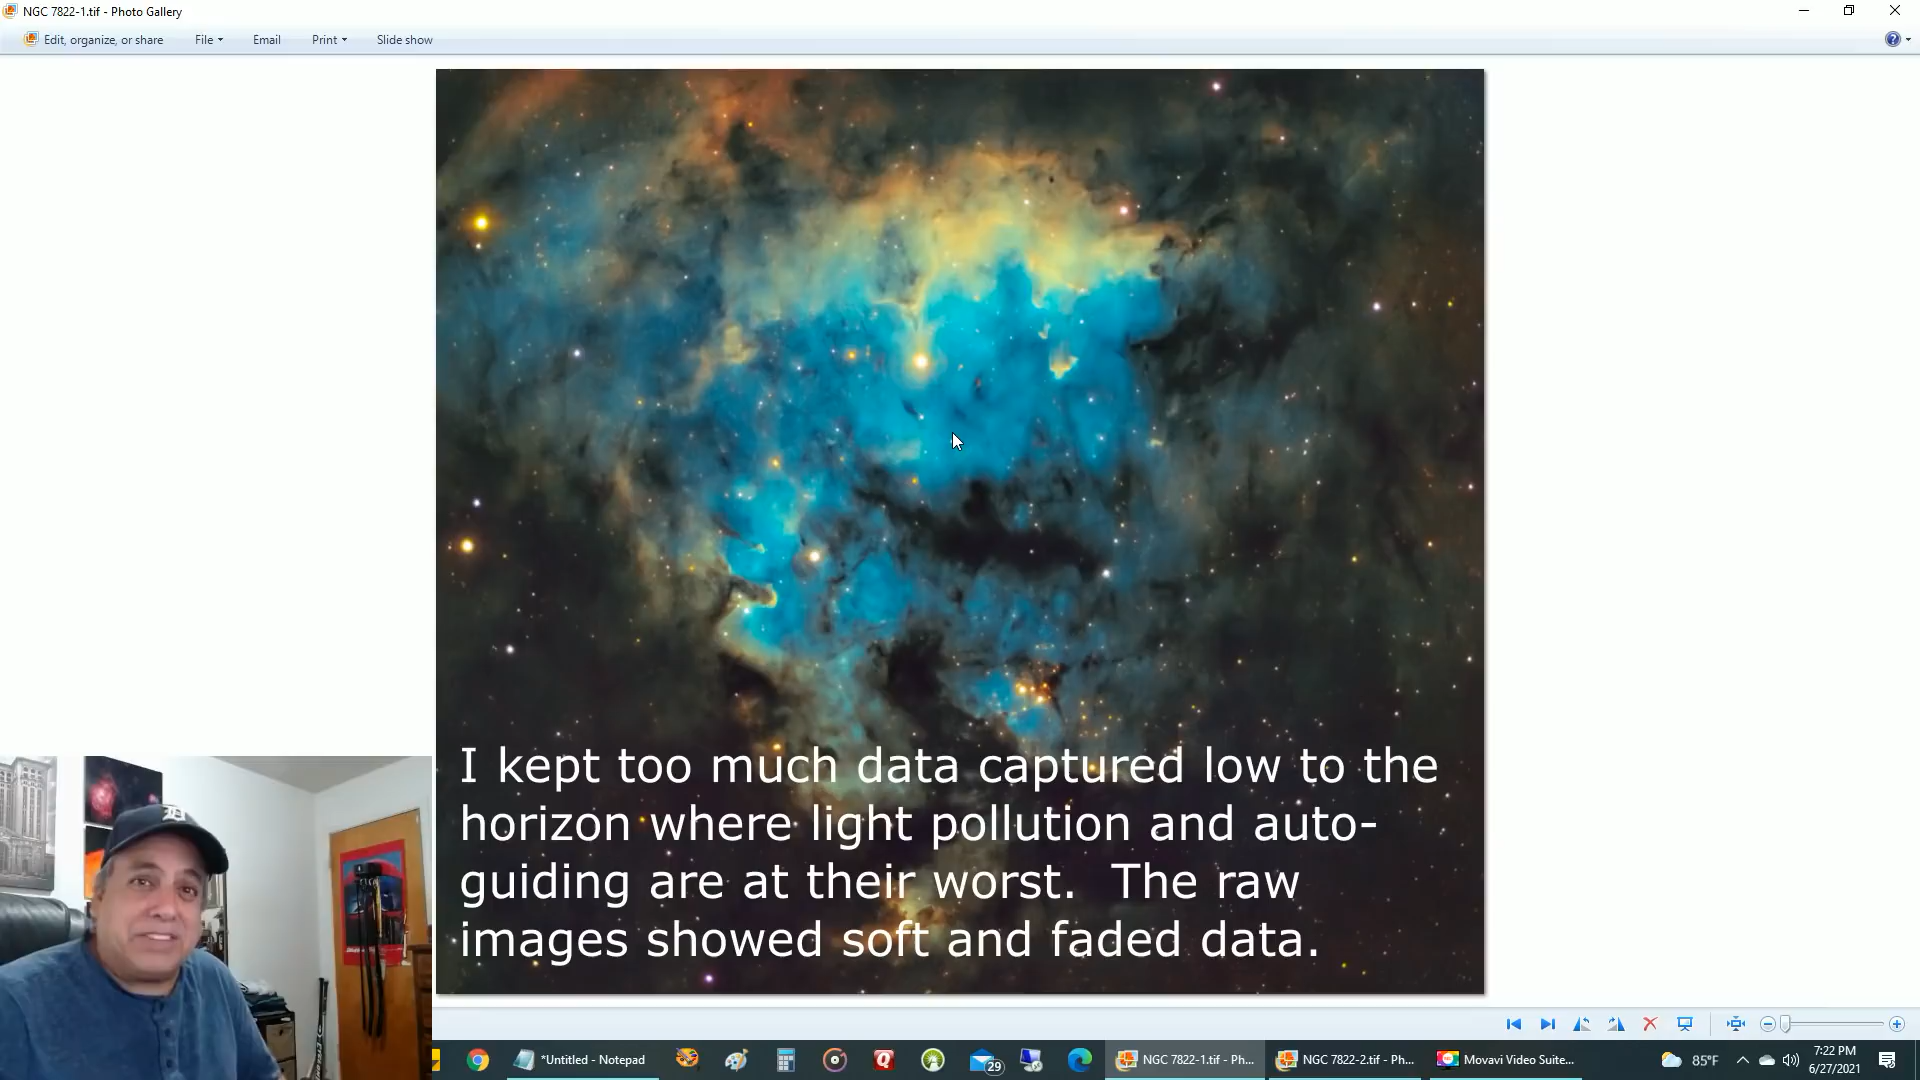 NGC 7822-1.tif - Photo Gallery
Edit, organize, or share File Email Print Slide show
I kept too much data captured low to the
horizon where light pollution and auto-
guiding are at their worst.  The raw
images showed soft and faded data.
*Untitled - Notepad
29
NGC 7822-1.tif - Ph...
NGC 7822-2.tif - Ph...
Movavi Video Suite...
85°F
7:22 PM
6/27/2021